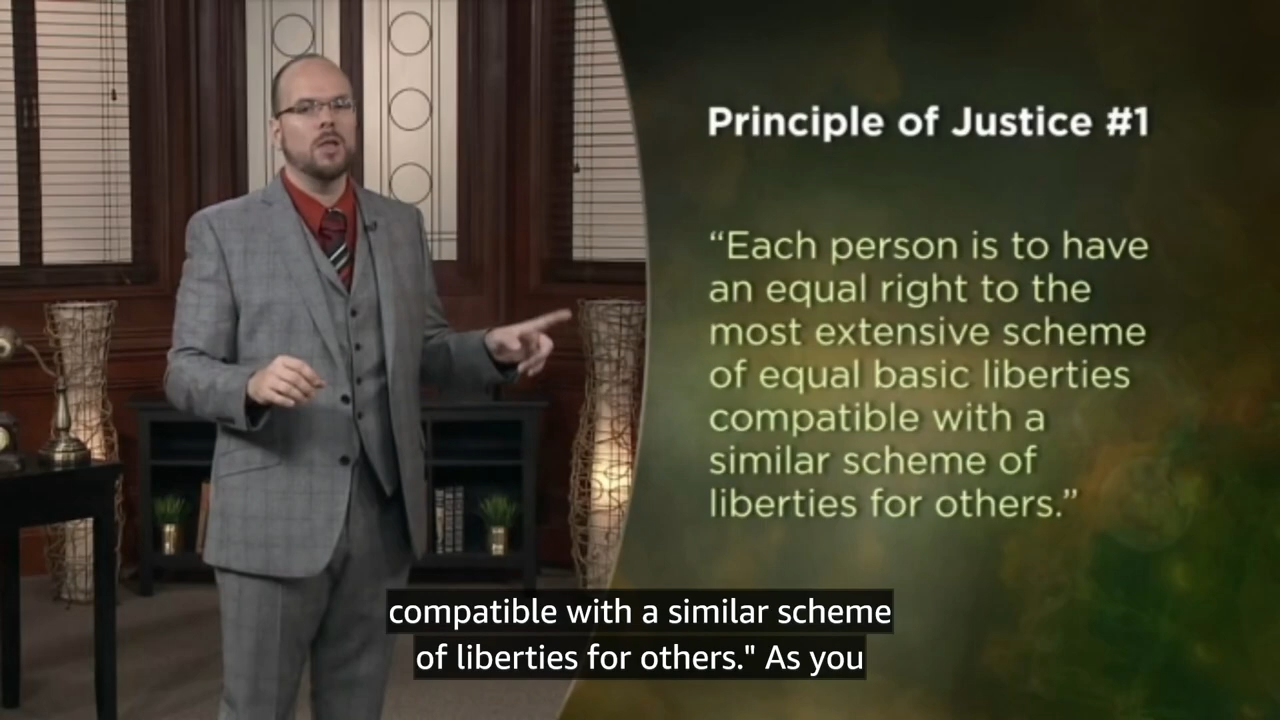 Principle of Justice #1
“Each person is to have
an equal right to the
most extensive scheme
of equal basic liberties
compatible with a
similar scheme of
liberties for others.”
compatible with a similar scheme
of liberties for others." As you